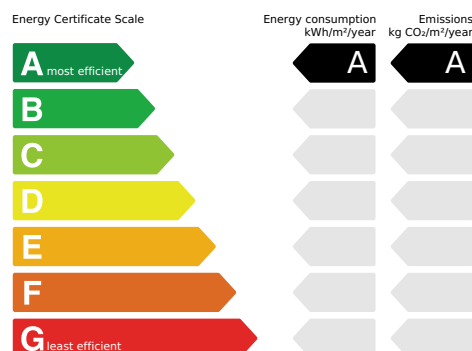 Energy Certificate Scale
Energy consumption
kWh/m²/year
Emissions
kg CO₂/m²/year
A most efficient
A
A
B
C
D
E
F
G least efficient